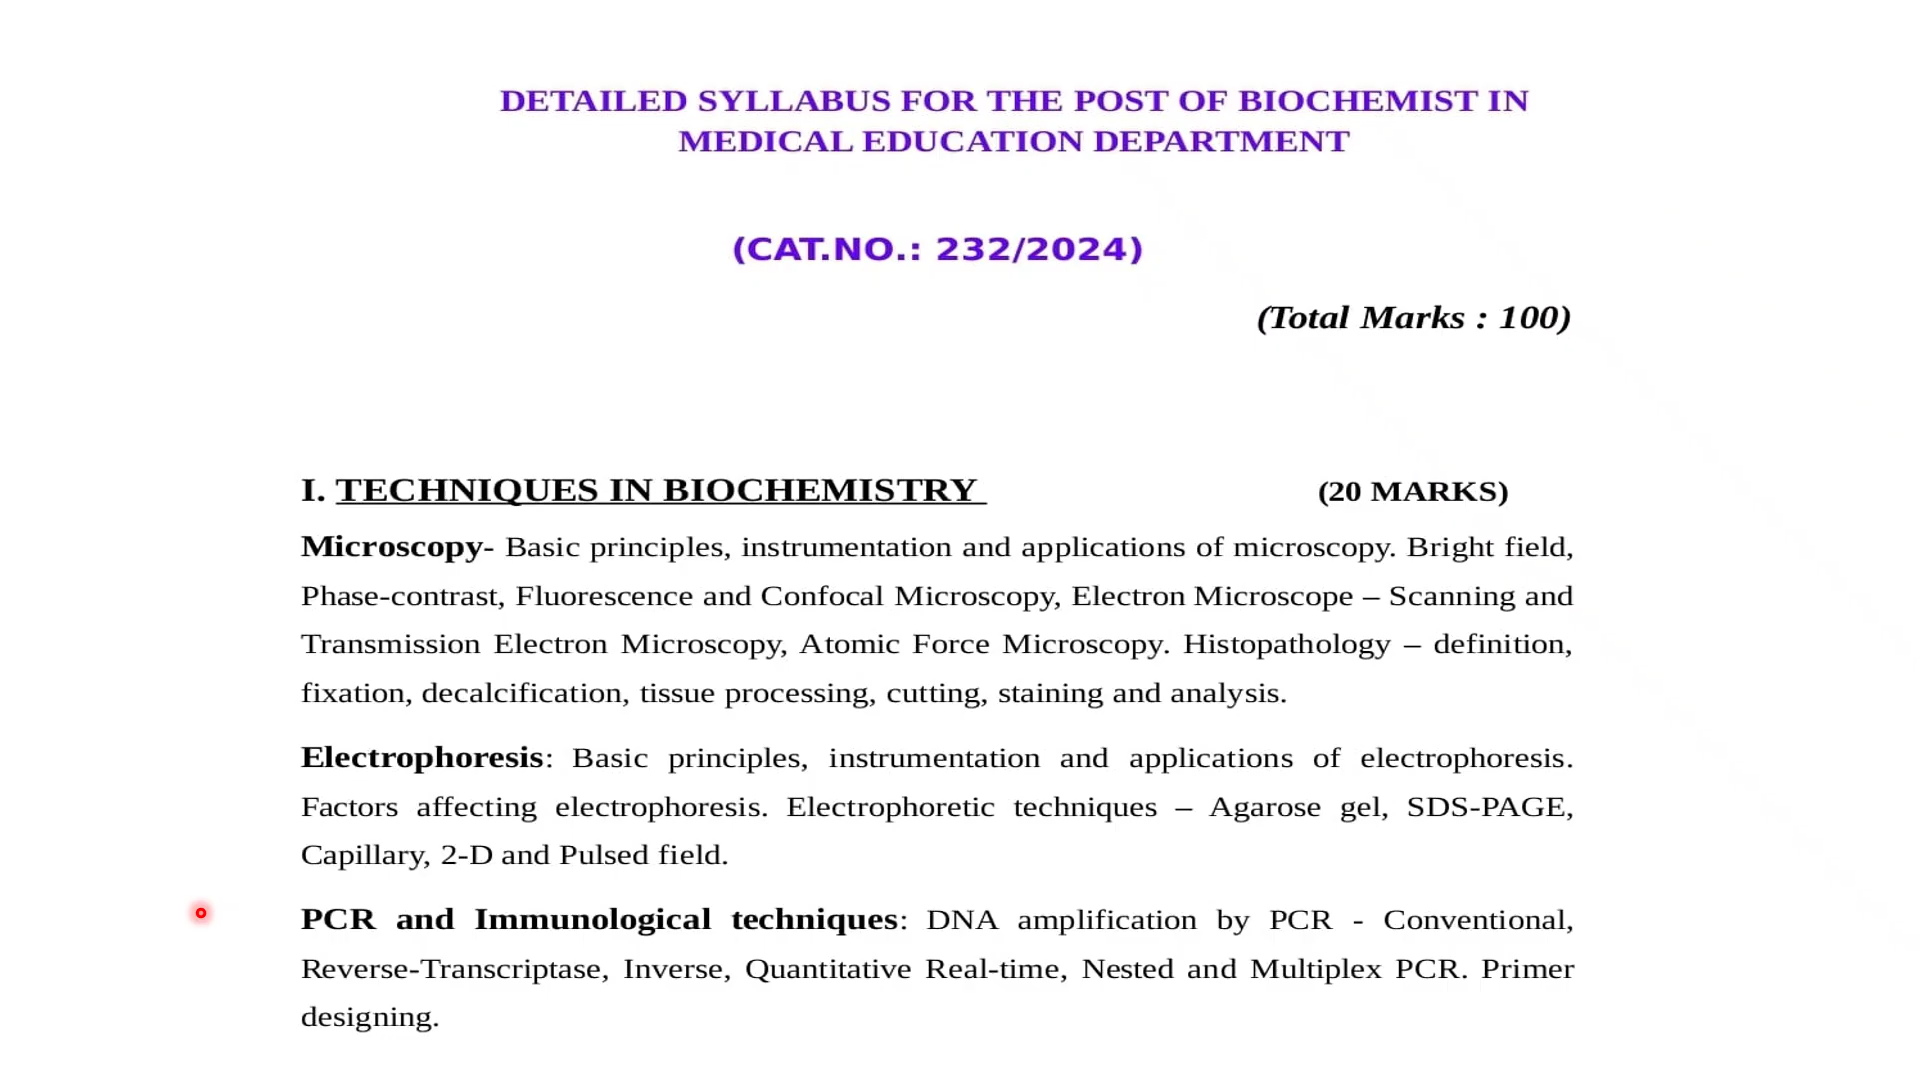 DETAILED SYLLABUS FOR THE POST OF BIOCHEMIST IN
MEDICAL EDUCATION DEPARTMENT
(CAT.NO.: 232/2024)
(Total Marks : 100)
I. TECHNIQUES IN BIOCHEMISTRY (20 MARKS)
Microscopy- Basic principles, instrumentation and applications of microscopy. Bright field,
Phase-contrast, Fluorescence and Confocal Microscopy, Electron Microscope – Scanning and
Transmission Electron Microscopy, Atomic Force Microscopy. Histopathology – definition,
fixation, decalcification, tissue processing, cutting, staining and analysis.
Electrophoresis: Basic principles, instrumentation and applications of electrophoresis.
Factors affecting electrophoresis. Electrophoretic techniques – Agarose gel, SDS-PAGE,
Capillary, 2-D and Pulsed field.
PCR and Immunological techniques: DNA amplification by PCR - Conventional,
Reverse-Transcriptase, Inverse, Quantitative Real-time, Nested and Multiplex PCR. Primer
designing.